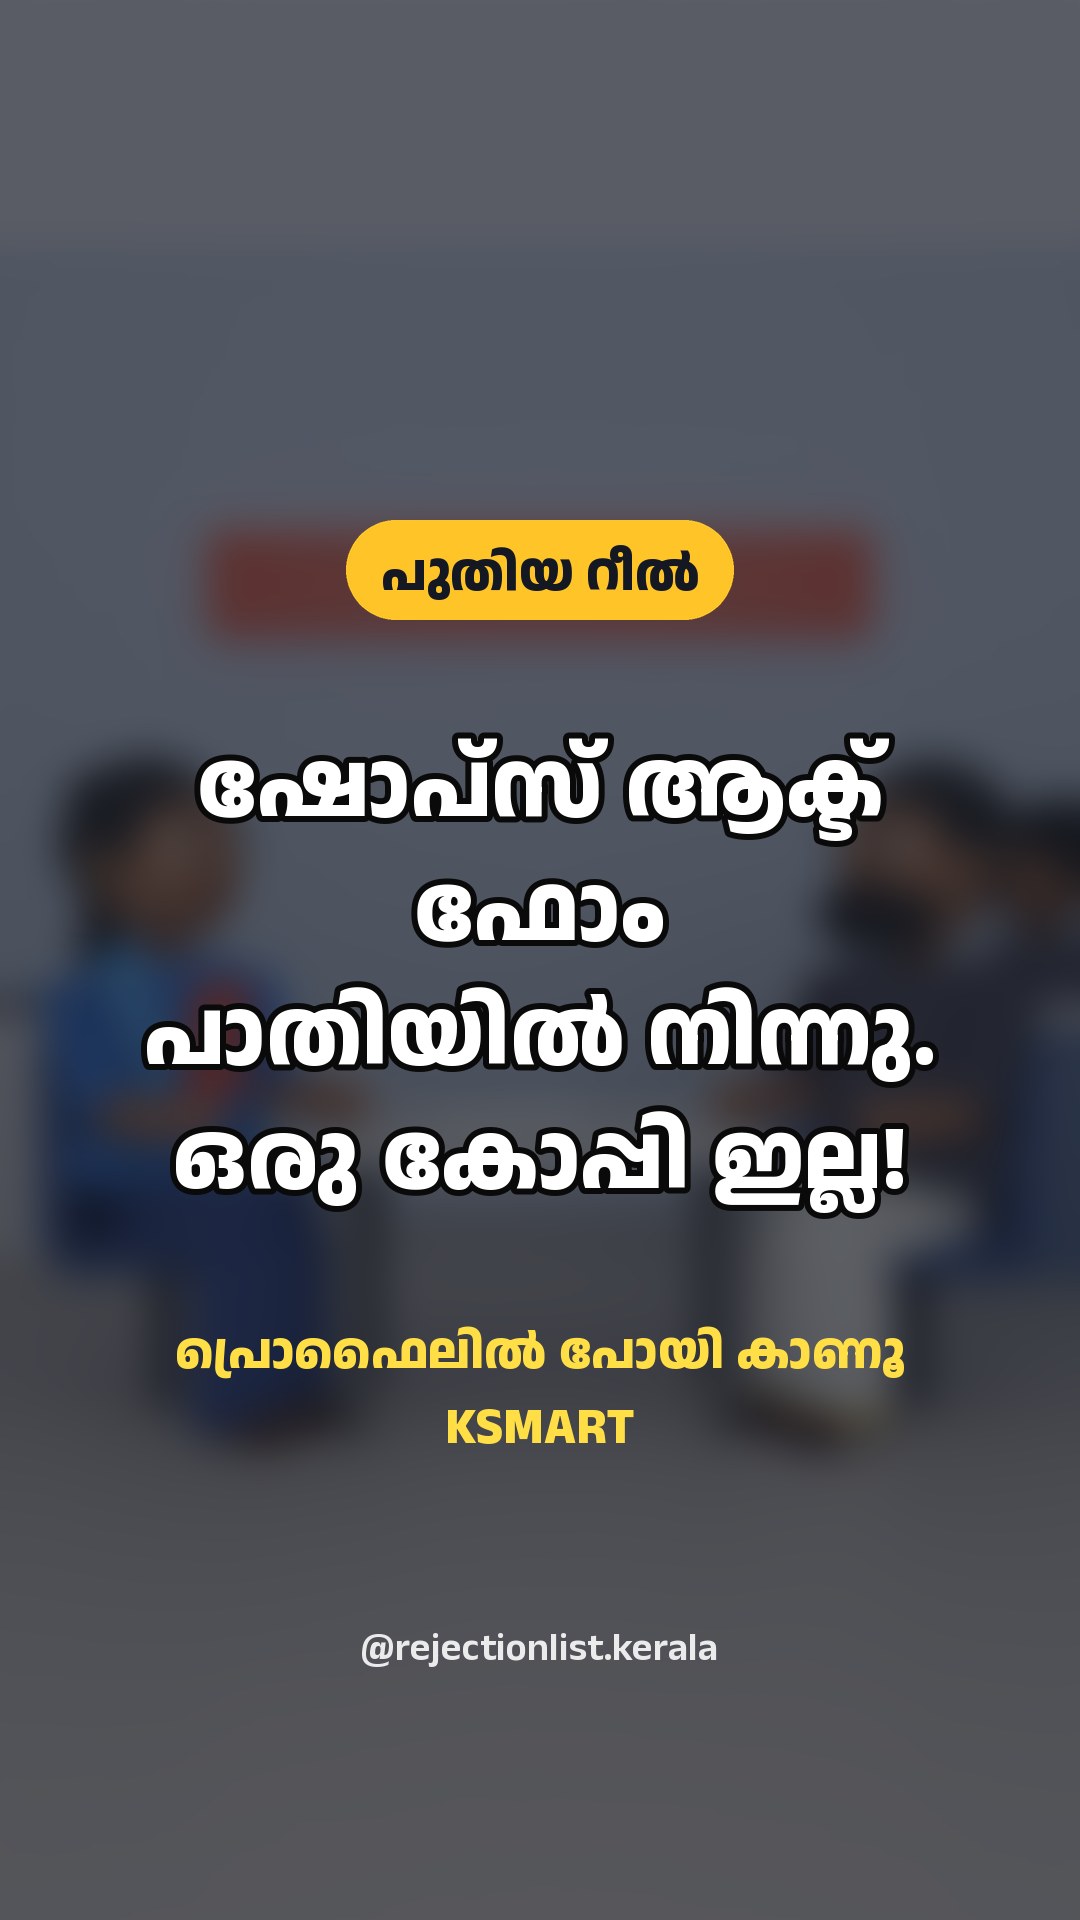 പുതിയ റീൽ
ഷോപ്സ് ആക്ട്
ഫോം
പാതിയിൽ നിന്നു.
ഒരു കോപ്പി ഇല്ല!
പ്രൊഫൈലിൽ പോയി കാണൂ
KSMART
@rejectionlist.kerala